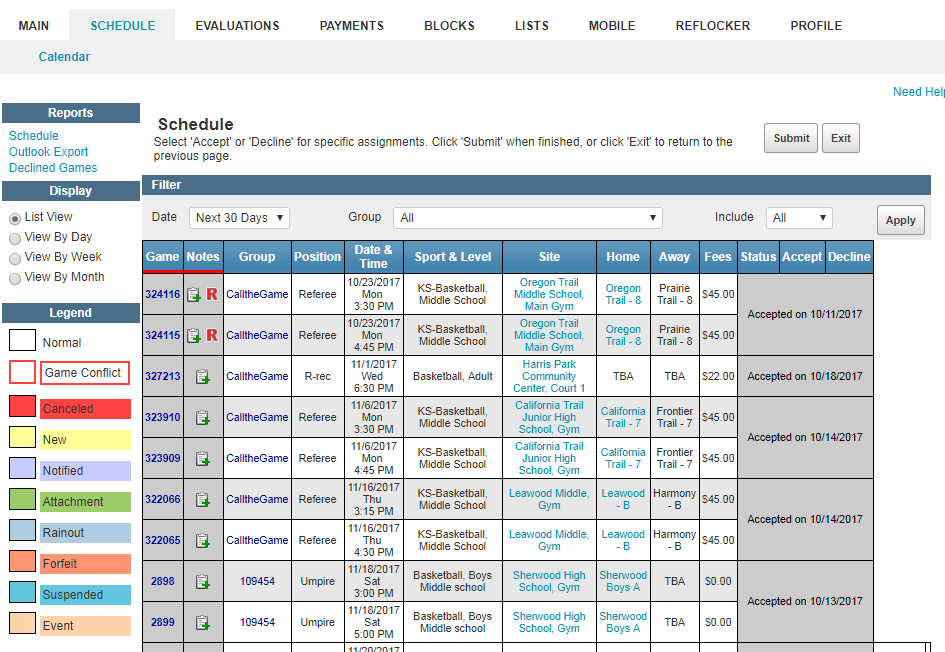 MAIN SCHEDULE EVALUATIONS PAYMENTS BLOCKS LISTS MOBILE REFLOCKER PROFILE
Calendar
Need Help
Reports
Schedule
Outlook Export
Declined Games
Display
List View
View By Day
View By Week
View By Month
Legend
Normal
Game Conflict
Canceled
New
Notified
Attachment
Rainout
Forfeit
Suspended
Event
Schedule
Select 'Accept' or 'Decline' for specific assignments. Click 'Submit' when finished, or click 'Exit' to return to the
previous page.
Submit Exit
Filter
Date Next 30 Days Group All Include All Apply
Game Notes Group Position Date & Time Sport & Level Site Home Away Fees Status Accept Decline
324116 R CalltheGame Referee 10/23/2017 Mon 3:30 PM KS-Basketball, Middle School Oregon Trail Middle School, Main Gym Oregon Trail - 8 Prairie Trail - 8 $45.00 Accepted on 10/11/2017
324115 R CalltheGame Referee 10/23/2017 Mon 4:45 PM KS-Basketball, Middle School Oregon Trail Middle School, Main Gym Oregon Trail - 8 Prairie Trail - 8 $45.00
327213 CalltheGame R-rec 11/1/2017 Wed 6:30 PM Basketball, Adult Harris Park Community Center, Court 1 TBA TBA $22.00 Accepted on 10/18/2017
323910 CalltheGame Referee 11/6/2017 Mon 3:30 PM KS-Basketball, Middle School California Trail Junior High School, Gym California Trail - 7 Frontier Trail - 7 $45.00 Accepted on 10/14/2017
323909 CalltheGame Referee 11/6/2017 Mon 4:45 PM KS-Basketball, Middle School California Trail Junior High School, Gym California Trail - 7 Frontier Trail - 7 $45.00
322066 CalltheGame Referee 11/16/2017 Thu 3:15 PM KS-Basketball, Middle School Leawood Middle, Gym Leawood - B Harmony - B $45.00 Accepted on 10/14/2017
322065 CalltheGame Referee 11/16/2017 Thu 4:30 PM KS-Basketball, Middle School Leawood Middle, Gym Leawood - B Harmony - B $45.00
2898 109454 Umpire 11/18/2017 Sat 3:00 PM Basketball, Boys Middle school Sherwood High School, Gym Sherwood Boys A TBA $0.00 Accepted on 10/13/2017
2899 109454 Umpire 11/18/2017 Sat 5:00 PM Basketball, Boys Middle school Sherwood High School, Gym Sherwood Boys A TBA $0.00
11/20/2017